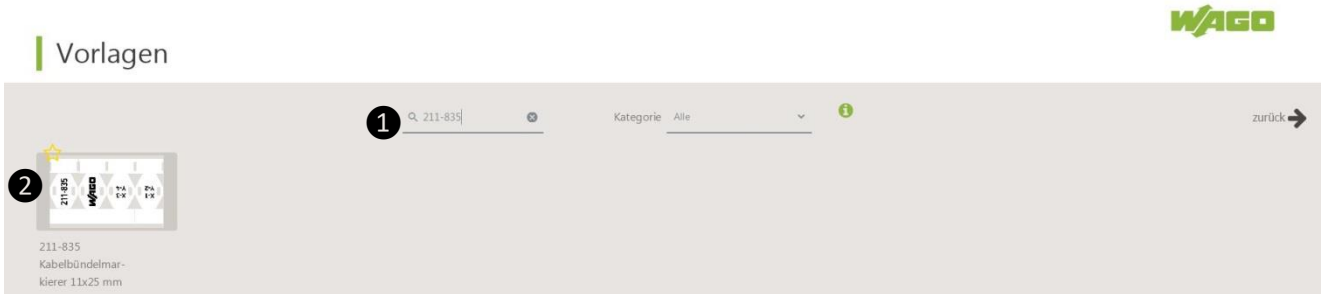 WAGO
Vorlagen
1
211-835
Kategorie Alle
zurück
2
211-835
WAGO
211-835
Kabelbündelmar-
kierer 11x25 mm